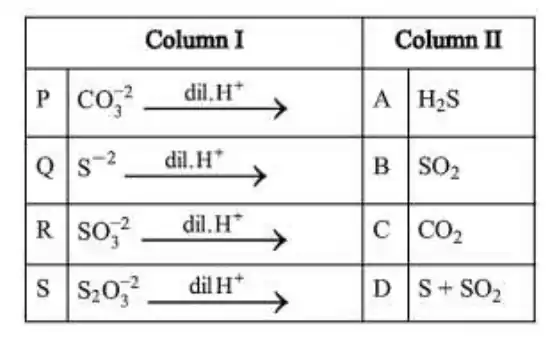 Column I Column II
P CO₃⁻² dil.H⁺ → A H₂S
Q S⁻² dil.H⁺ → B SO₂
R SO₃⁻² dil.H⁺ → C CO₂
S S₂O₃⁻² dil H⁺ → D S + SO₂